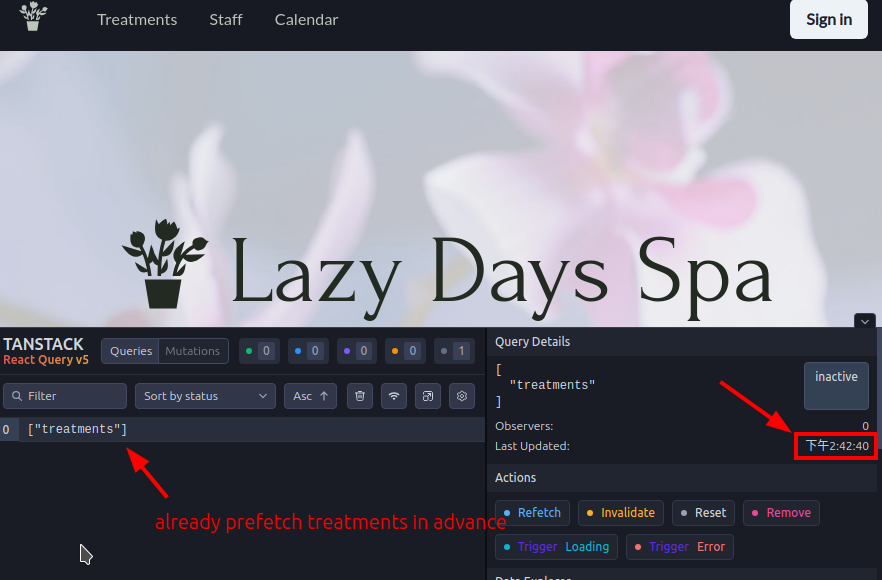 Treatments Staff Calendar Sign in
Lazy Days Spa
TANSTACK
React Query v5
Queries Mutations 0 0 0 0 1
Filter Sort by status Asc ↑
0 ["treatments"]
already prefetch treatments in advance
Query Details
[
"treatments"
]
inactive
Observers: 0
Last Updated: 下午2:42:40
Actions
Refetch Invalidate Reset Remove
Trigger Loading Trigger Error
Data Explorer